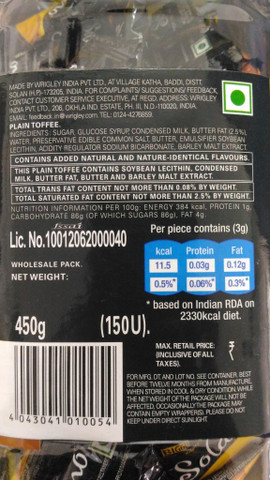 MADE BY WRIGLEY INDIA PVT. LTD., AT VILLAGE KATHA, BADDI, DISTT.
SOLAN (H.P.)-173205, INDIA. FOR COMPLAINTS/ SUGGESTIONS/ FEEDBACK,
CONTACT CUSTOMER SERVICE EXECUTIVE, AT REGD. ADDRESS: WRIGLEY
INDIA PVT. LTD., 206, OKHLA IND. ESTATE, PH. III, N.D.-110020, INDIA,
EMAIL: feedback.in@wrigley.com. TEL.: 0124-4276859.
PLAIN TOFFEE.
INGREDIENTS: SUGAR, GLUCOSE SYRUP, CONDENSED MILK, BUTTER FAT (2.5%),
WATER, PRESERVATIVE EDIBLE COMMON SALT, BUTTER, EMULSIFIER SOYBEAN
LECITHIN, ACIDITY REGULATOR SODIUM BICARBONATE, BARLEY MALT EXTRACT.
CONTAINS ADDED NATURAL AND NATURE-IDENTICAL FLAVOURS.
THIS PLAIN TOFFEE CONTAINS SOYBEAN LECITHIN, CONDENSED
MILK, BUTTER FAT, BUTTER AND BARLEY MALT EXTRACT.
TOTAL TRANS FAT CONTENT NOT MORE THAN 0.08% BY WEIGHT.
TOTAL SATURATED FAT CONTENT NOT MORE THAN 2.5% BY WEIGHT.
NUTRITION INFORMATION PER 100g: ENERGY 384 kcal, PROTEIN 1g,
CARBOHYDRATE 86g (OF WHICH SUGARS 86g), FAT 4g.
fssai
Lic. No.10012062000040
Per piece contains (3g)
kcal Protein Fat
11.5 0.03g 0.12g
0.5%* 0.06%* 0.3%*
WHOLESALE PACK.
NET WEIGHT:
* based on Indian RDA on
2330kcal diet.
450g (150U).
MAX. RETAIL PRICE: ₹
(INCLUSIVE OF ALL
TAXES).
FOR MFG. DT. AND LOT NO. SEE CONTAINER. BEST
BEFORE TWELVE MONTHS FROM MANUFACTURE,
WHEN STORED IN COOL & DRY CONDITION. WHILE
THE NET WEIGHT OF THE PACKAGE WILL NOT BE
AFFECTED, OCCASIONALLY THE PACKAGE MAY
CONTAIN EMPTY WRAPPER(S). PLEASE DO NOT
KEEP UNDER DIRECT SUNLIGHT.
4 043041 010054